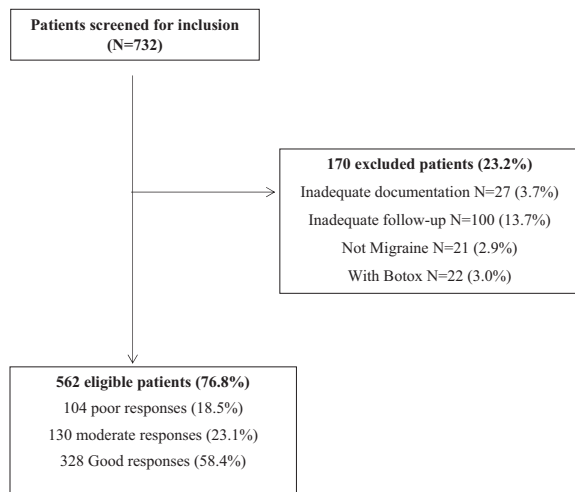 Patients screened for inclusion
(N=732)
170 excluded patients (23.2%)
Inadequate documentation N=27 (3.7%)
Inadequate follow-up N=100 (13.7%)
Not Migraine N=21 (2.9%)
With Botox N=22 (3.0%)
562 eligible patients (76.8%)
104 poor responses (18.5%)
130 moderate responses (23.1%)
328 Good responses (58.4%)